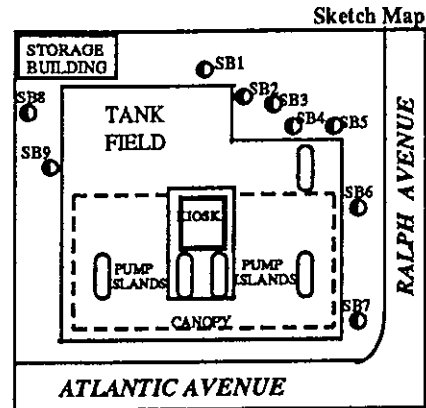 Sketch Map
STORAGE
BUILDING
SB1
SB2
SB3
SB4
SB5
SB8
TANK
FIELD
SB9
SB6
RALPH AVENUE
KIOSK
PUMP
ISLANDS
PUMP
ISLANDS
SB7
CANOPY
ATLANTIC AVENUE